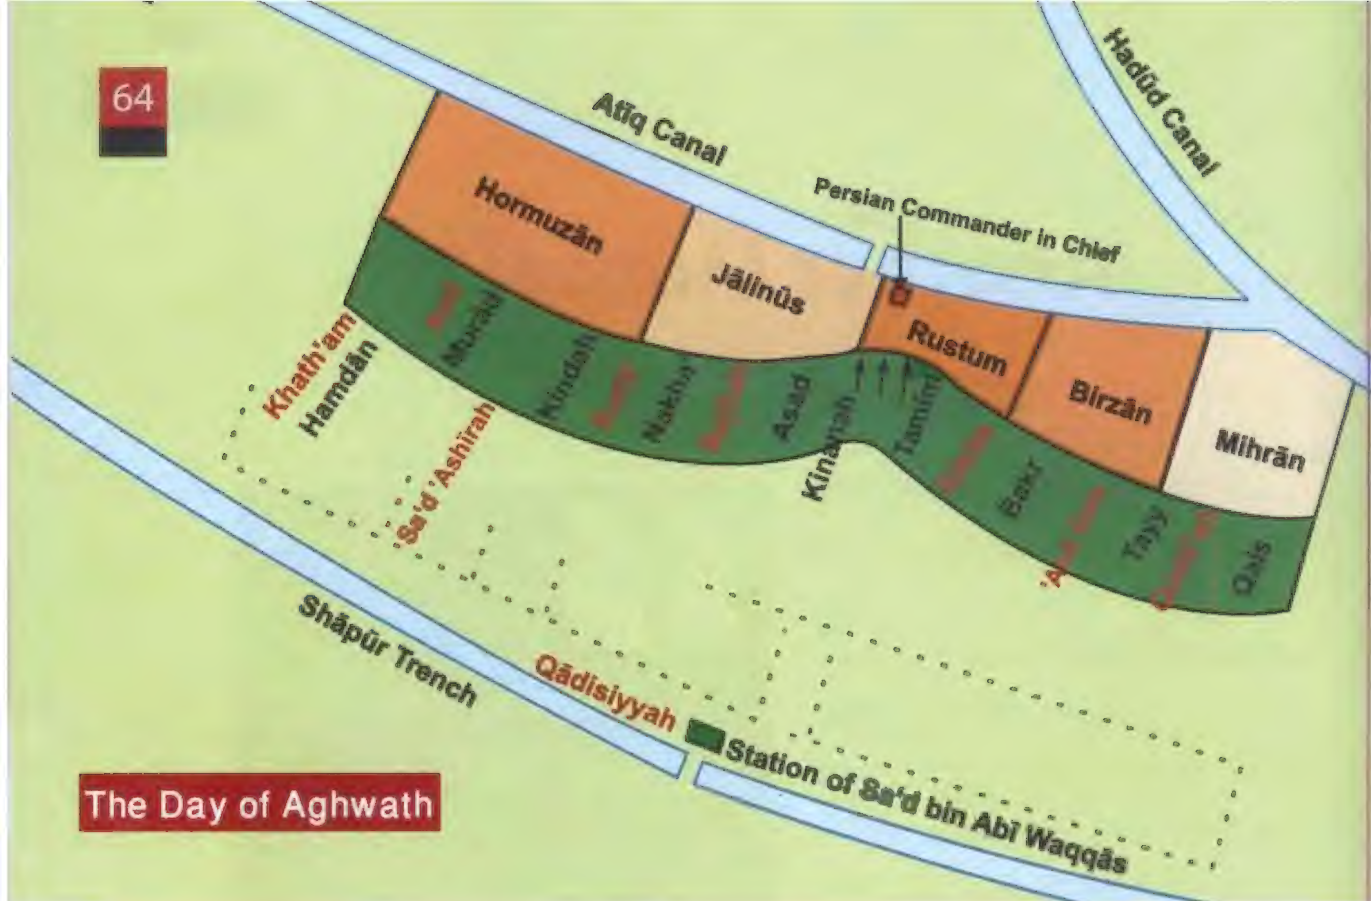 64
Atīq Canal
Hadūd Canal
Persian Commander in Chief
Hormuzān
Jālinūs
Rustum
Birzān
Mihrān
Khath'am
Hamdān
Murād
Sa'd 'Ashīrah
Kindah
Nakha
Asad
Kinānah
Tamīm
Bakr
Tayy
Qais
Shāpūr Trench
Qādisiyyah
Station of Sa'd bin Abī Waqqās
The Day of Aghwath